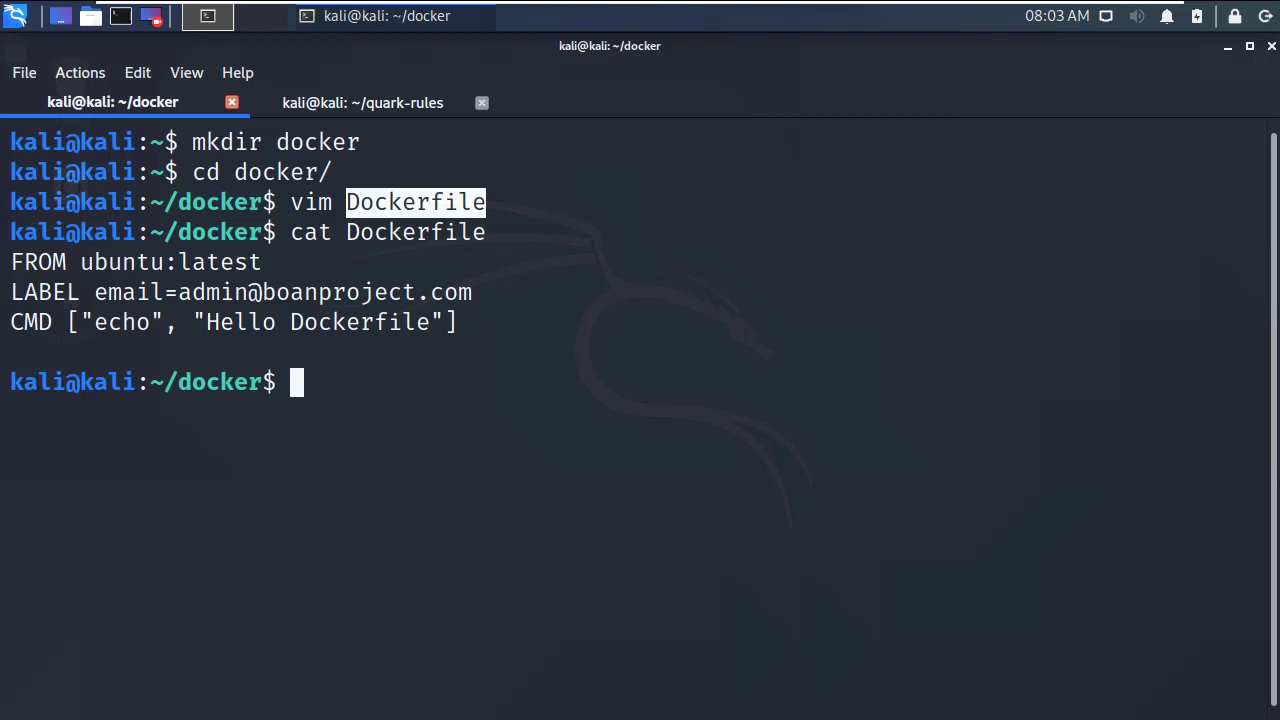 kali@kali: ~/docker
08:03 AM
kali@kali: ~/docker
File Actions Edit View Help
kali@kali: ~/docker
kali@kali: ~/quark-rules
kali@kali:~$ mkdir docker
kali@kali:~$ cd docker/
kali@kali:~/docker$ vim Dockerfile
kali@kali:~/docker$ cat Dockerfile
FROM ubuntu:latest
LABEL email=admin@boanproject.com
CMD ["echo", "Hello Dockerfile"]
kali@kali:~/docker$